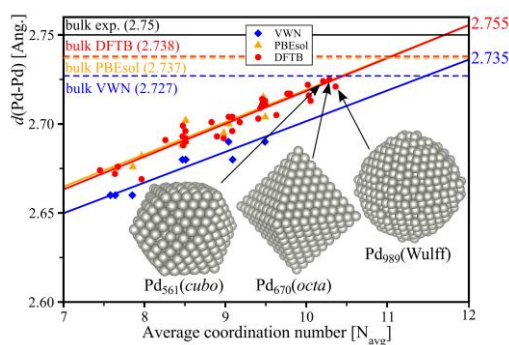 2.75
2.70
2.65
2.60
d(Pd-Pd) [Ang.]
bulk exp. (2.75)
bulk DFTB (2.738)
bulk PBEsol (2.737)
bulk VWN (2.727)
VWN
PBEsol
DFTB
2.755
2.735
Pd561(cubo)
Pd670(octa)
Pd989(Wulff)
7 8 9 10 11 12
Average coordination number [Navg]